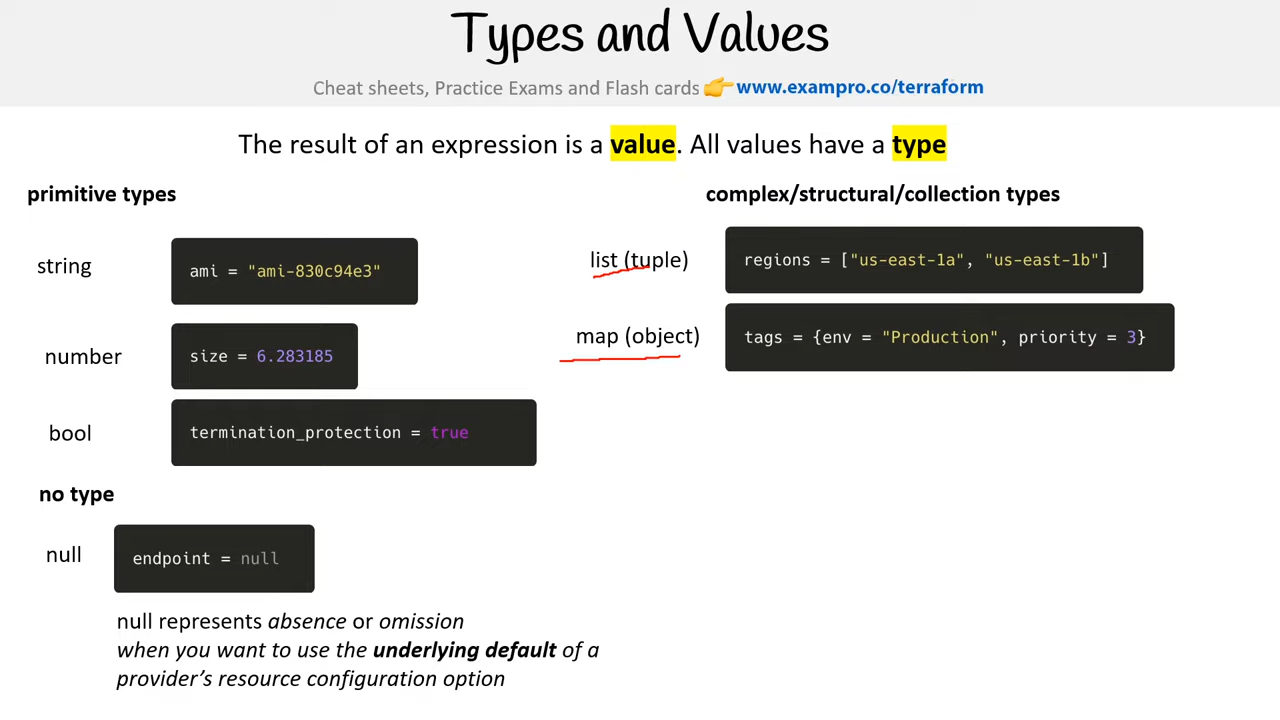 Types and Values
Cheat sheets, Practice Exams and Flash cards 👉 www.exampro.co/terraform
The result of an expression is a value. All values have a type
primitive types
string
ami = "ami-830c94e3"
number
size = 6.283185
bool
termination_protection = true
no type
null
endpoint = null
null represents absence or omission
when you want to use the underlying default of a
provider's resource configuration option
complex/structural/collection types
list (tuple)
regions = ["us-east-1a", "us-east-1b"]
map (object)
tags = {env = "Production", priority = 3}